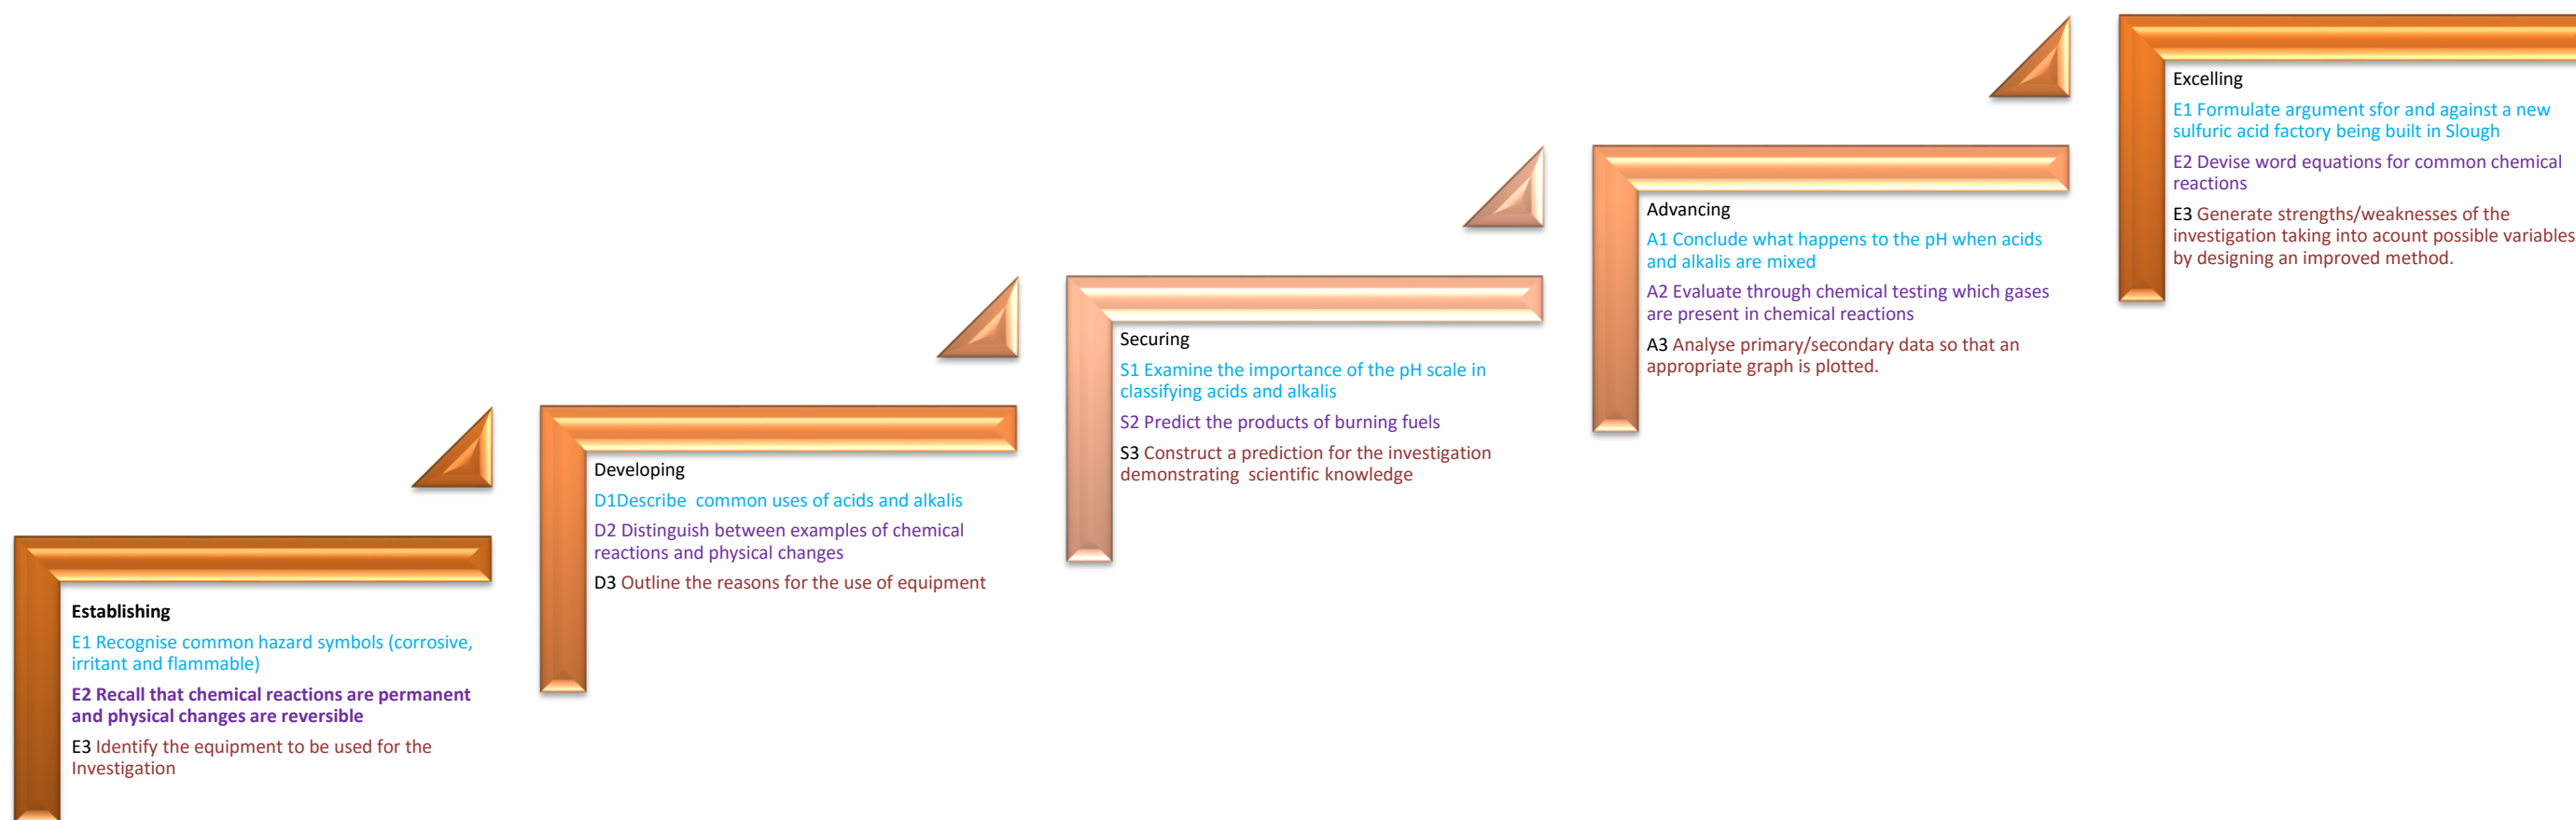 Establishing
E1 Recognise common hazard symbols (corrosive,
irritant and flammable)
E2 Recall that chemical reactions are permanent
and physical changes are reversible
E3 Identify the equipment to be used for the
Investigation
Developing
D1Describe  common uses of acids and alkalis
D2 Distinguish between examples of chemical
reactions and physical changes
D3 Outline the reasons for the use of equipment
Securing
S1 Examine the importance of the pH scale in
classifying acids and alkalis
S2 Predict the products of burning fuels
S3 Construct a prediction for the investigation
demonstrating  scientific knowledge
Advancing
A1 Conclude what happens to the pH when acids
and alkalis are mixed
A2 Evaluate through chemical testing which gases
are present in chemical reactions
A3 Analyse primary/secondary data so that an
appropriate graph is plotted.
Excelling
E1 Formulate argument sfor and against a new
sulfuric acid factory being built in Slough
E2 Devise word equations for common chemical
reactions
E3 Generate strengths/weaknesses of the
investigation taking into acount possible variables
by designing an improved method.